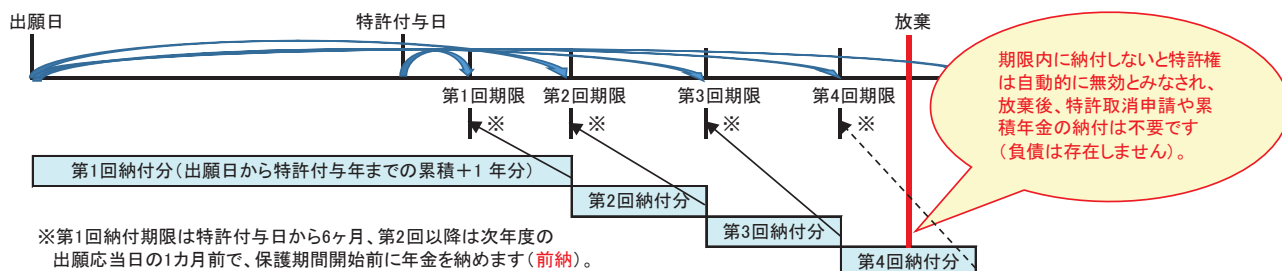 出願日
特許付与日
放棄
期限内に納付しないと特許権
は自動的に無効とみなされ、
放棄後、特許取消申請や累
積年金の納付は不要です
(負債は存在しません)。
第1回期限
第2回期限
第3回期限
第4回期限
※
※
※
※
第1回納付分(出願日から特許付与年までの累積+1 年分)
第2回納付分
第3回納付分
第4回納付分
※第1回納付期限は特許付与日から6ヶ月、第2回以降は次年度の
出願応当日の1カ月前で、保護期間開始前に年金を納めます(前納)。